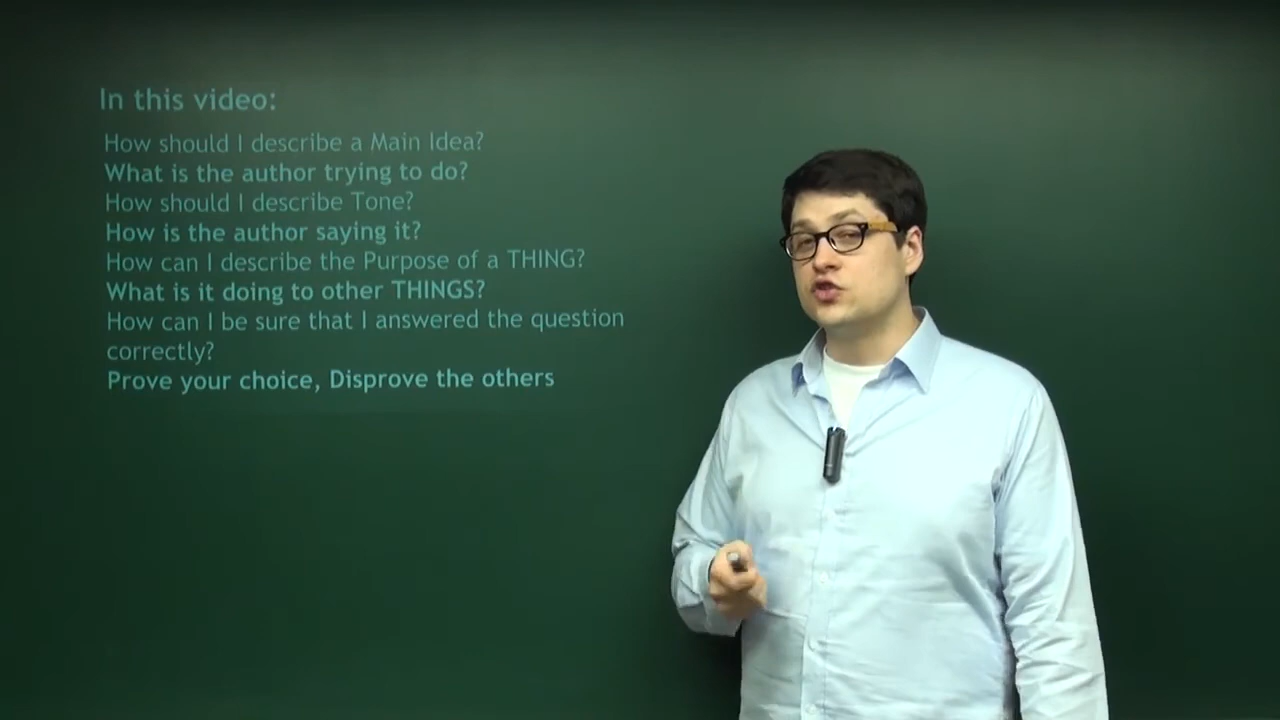 In this video:
How should I describe a Main Idea?
What is the author trying to do?
How should I describe Tone?
How is the author saying it?
How can I describe the Purpose of a THING?
What is it doing to other THINGS?
How can I be sure that I answered the question
correctly?
Prove your choice, Disprove the others